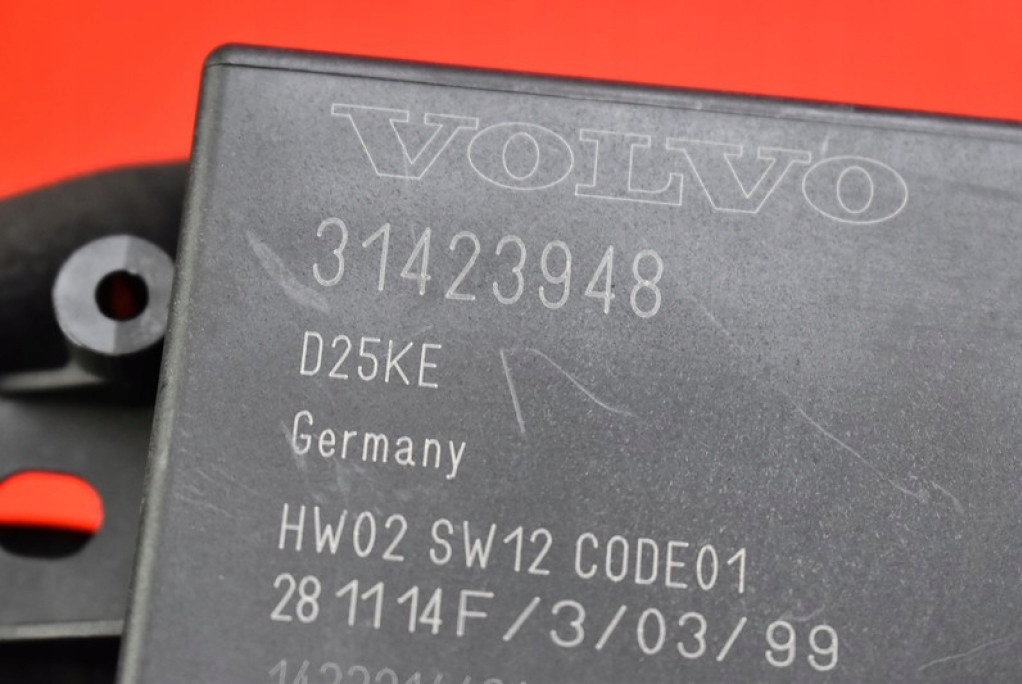 VOLVO
31423948
D25KE
Germany
HW02 SW12 CODE01
28 11 14 F / 3 / 03 / 99